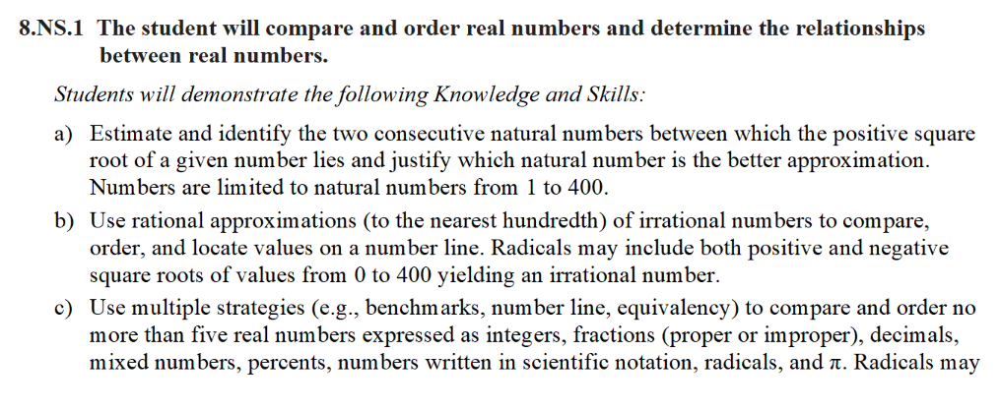 8.NS.1 The student will compare and order real numbers and determine the relationships
between real numbers.
Students will demonstrate the following Knowledge and Skills:
a) Estimate and identify the two consecutive natural numbers between which the positive square
root of a given number lies and justify which natural number is the better approximation.
Numbers are limited to natural numbers from 1 to 400.
b) Use rational approximations (to the nearest hundredth) of irrational numbers to compare,
order, and locate values on a number line. Radicals may include both positive and negative
square roots of values from 0 to 400 yielding an irrational number.
c) Use multiple strategies (e.g., benchmarks, number line, equivalency) to compare and order no
more than five real numbers expressed as integers, fractions (proper or improper), decimals,
mixed numbers, percents, numbers written in scientific notation, radicals, and π. Radicals may